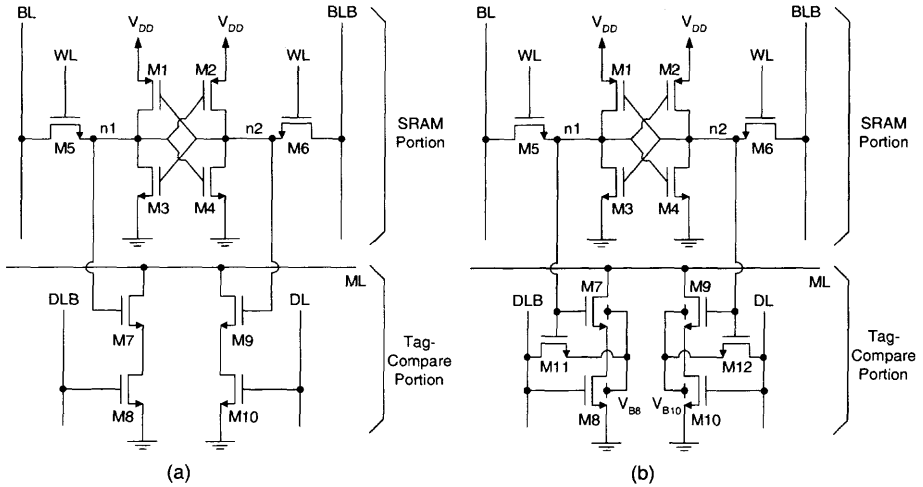 BL
V_DD
V_DD
BLB
WL
WL
M1
M2
n1
n2
M5
M6
M3
M4
SRAM
Portion
ML
DLB
DL
M7
M9
M8
M10
Tag-
Compare
Portion
(a)
BL
V_DD
V_DD
BLB
WL
WL
M1
M2
n1
n2
M5
M6
M3
M4
SRAM
Portion
ML
DLB
DL
M7
M9
M11
M12
M8
V_B8
V_B10
M10
Tag-
Compare
Portion
(b)